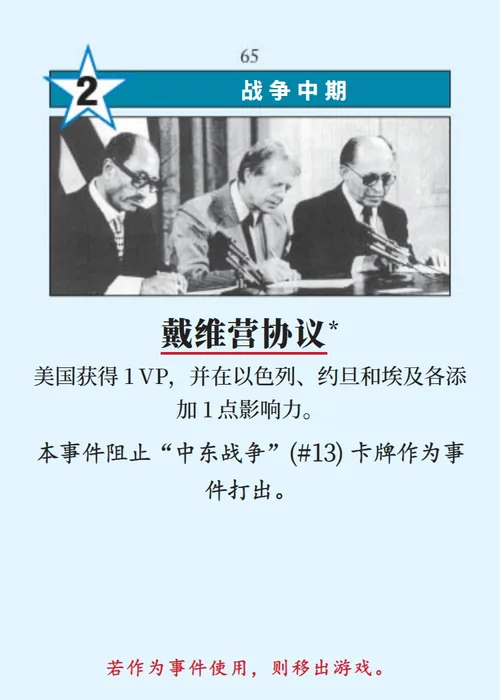 65
2
战争中期
戴维营协议*
美国获得 1 VP，并在以色列、约旦和埃及各添
加 1 点影响力。
本事件阻止“中东战争”(#13) 卡牌作为事
件打出。
若作为事件使用，则移出游戏。